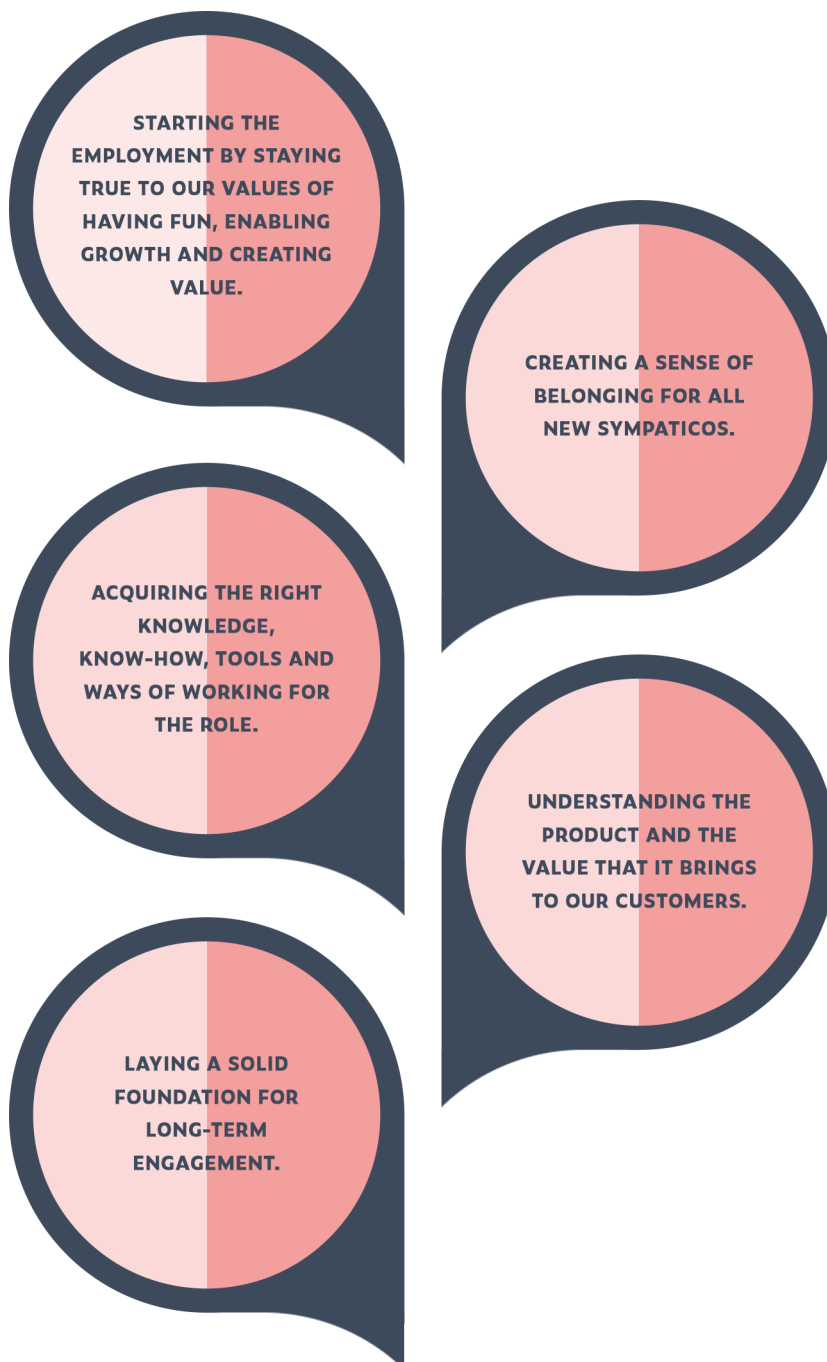 STARTING THE
EMPLOYMENT BY STAYING
TRUE TO OUR VALUES OF
HAVING FUN, ENABLING
GROWTH AND CREATING
VALUE.
CREATING A SENSE OF
BELONGING FOR ALL
NEW SYMPATICOS.
ACQUIRING THE RIGHT
KNOWLEDGE,
KNOW-HOW, TOOLS AND
WAYS OF WORKING FOR
THE ROLE.
UNDERSTANDING THE
PRODUCT AND THE
VALUE THAT IT BRINGS
TO OUR CUSTOMERS.
LAYING A SOLID
FOUNDATION FOR
LONG-TERM
ENGAGEMENT.